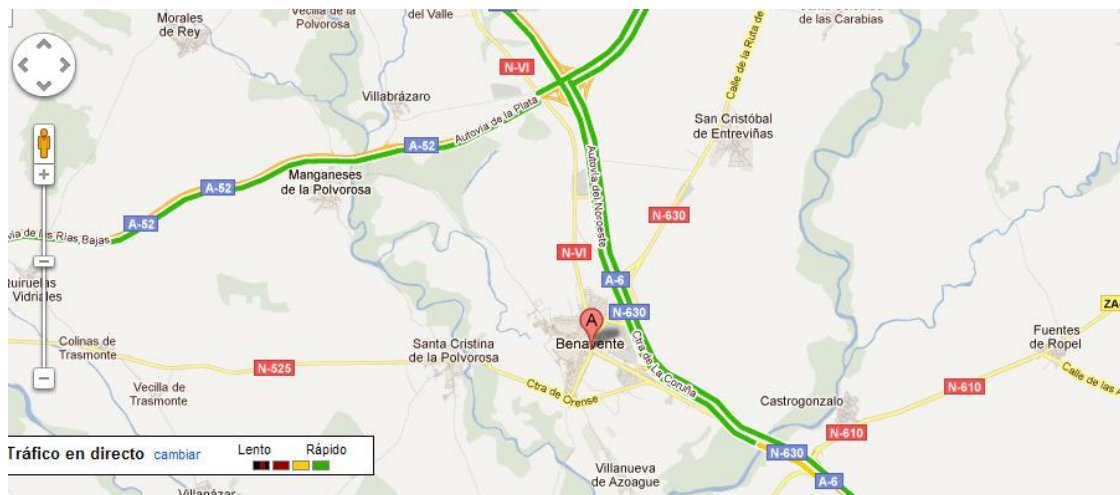 Morales
de Rey
Vecilla de la
Polvorosa
del Valle
de las Carabias
N-VI
Calle de la Ruta de
Villabrázaro
Autovía de la Plata
San Cristóbal
de Entreviñas
A-52
Manganeses
de la Polvorosa
A-52
Autovía del Noroeste
N-630
A-52
vía de las Rías Bajas
N-VI
Quiruelas
Vidriales
A-6
ZA
N-630
A
Benavente
Ctra de La Coruña
Colinas de
Trasmonte
Santa Cristina
de la Polvorosa
Fuentes
de Ropel
N-525
Calle de las A
N-610
Vecilla de
Trasmonte
Ctra de Orense
Castrogonzalo
N-610
Tráfico en directo cambiar Lento Rápido
N-630
Villanueva
de Azoague
A-6
Villanázar